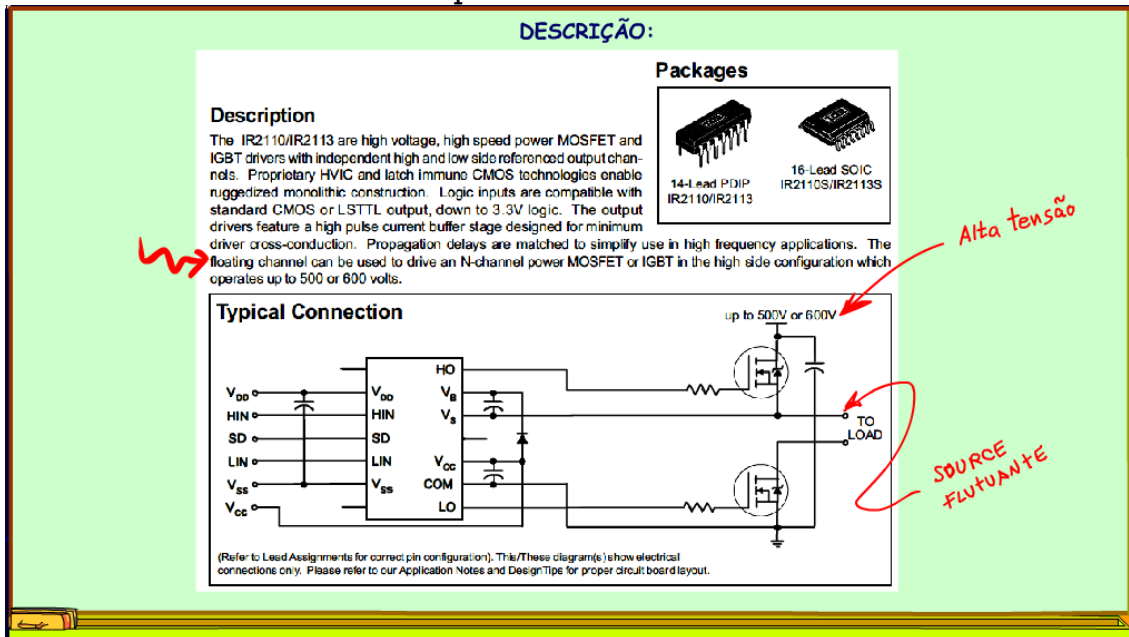 DESCRIÇÃO:
Packages
14-Lead PDIP
IR2110/IR2113
16-Lead SOIC
IR2110S/IR2113S
Description
The IR2110/IR2113 are high voltage, high speed power MOSFET and
IGBT drivers with independent high and low side referenced output chan-
nels. Proprietary HVIC and latch immune CMOS technologies enable
ruggedized monolithic construction. Logic inputs are compatible with
standard CMOS or LSTTL output, down to 3.3V logic. The output
drivers feature a high pulse current buffer stage designed for minimum
driver cross-conduction. Propagation delays are matched to simplify use in high frequency applications. The
floating channel can be used to drive an N-channel power MOSFET or IGBT in the high side configuration which
operates up to 500 or 600 volts.
Alta tensão
Typical Connection
up to 500V or 600V
HO
VDD
VDD
VB
HIN
HIN
VS
SD
SD
LIN
LIN
VCC
VSS
VSS
COM
VCC
LO
TO
LOAD
SOURCE
FLUTUANTE
(Refer to Lead Assignments for correct pin configuration). This/These diagram(s) show electrical
connections only. Please refer to our Application Notes and DesignTips for proper circuit board layout.